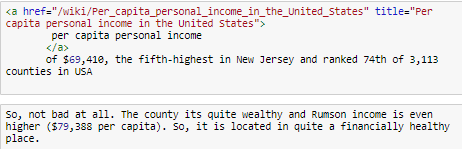 <a href="/wiki/Per_capita_personal_income_in_the_United_States" title="Per
capita personal income in the United States">
per capita personal income
</a>
of $69,410, the fifth-highest in New Jersey and ranked 74th of 3,113
counties in USA
So, not bad at all. The county its quite wealthy and Rumson income is even
higher ($79,388 per capita). So, it is located in quite a financially healthy
place.